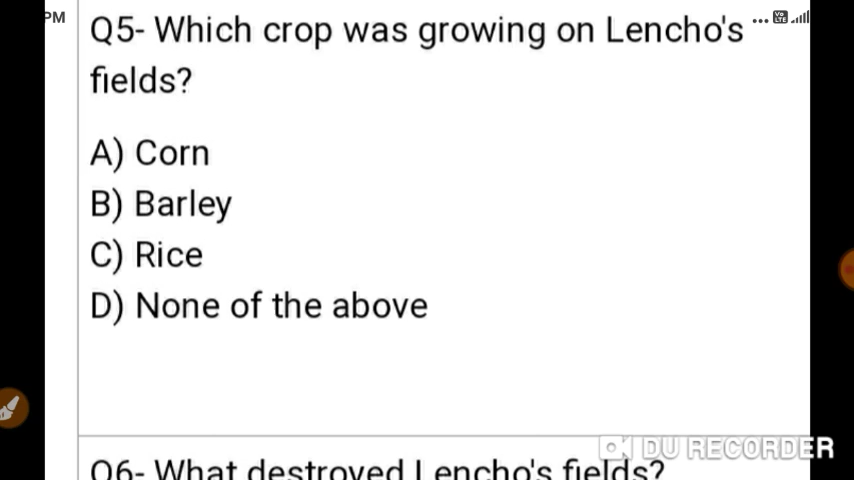 PM
Q5- Which crop was growing on Lencho's
fields?
A) Corn
B) Barley
C) Rice
D) None of the above
DU RECORDER
Q6- What destroyed Lencho's fields?